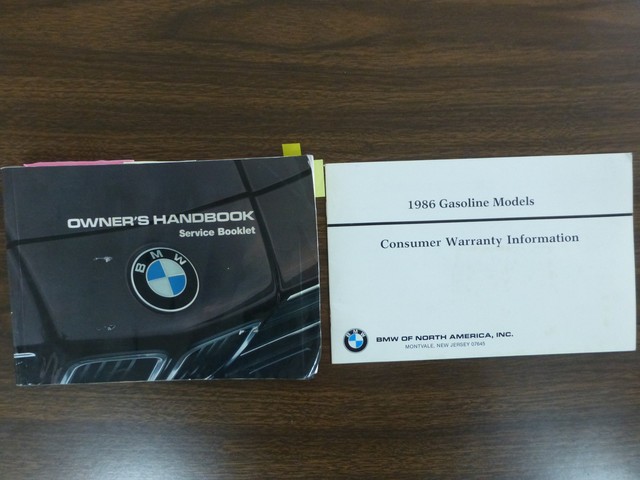 OWNER'S HANDBOOK
Service Booklet
BMW
1986 Gasoline Models
Consumer Warranty Information
BMW OF NORTH AMERICA, INC.
MONTVALE, NEW JERSEY 07645